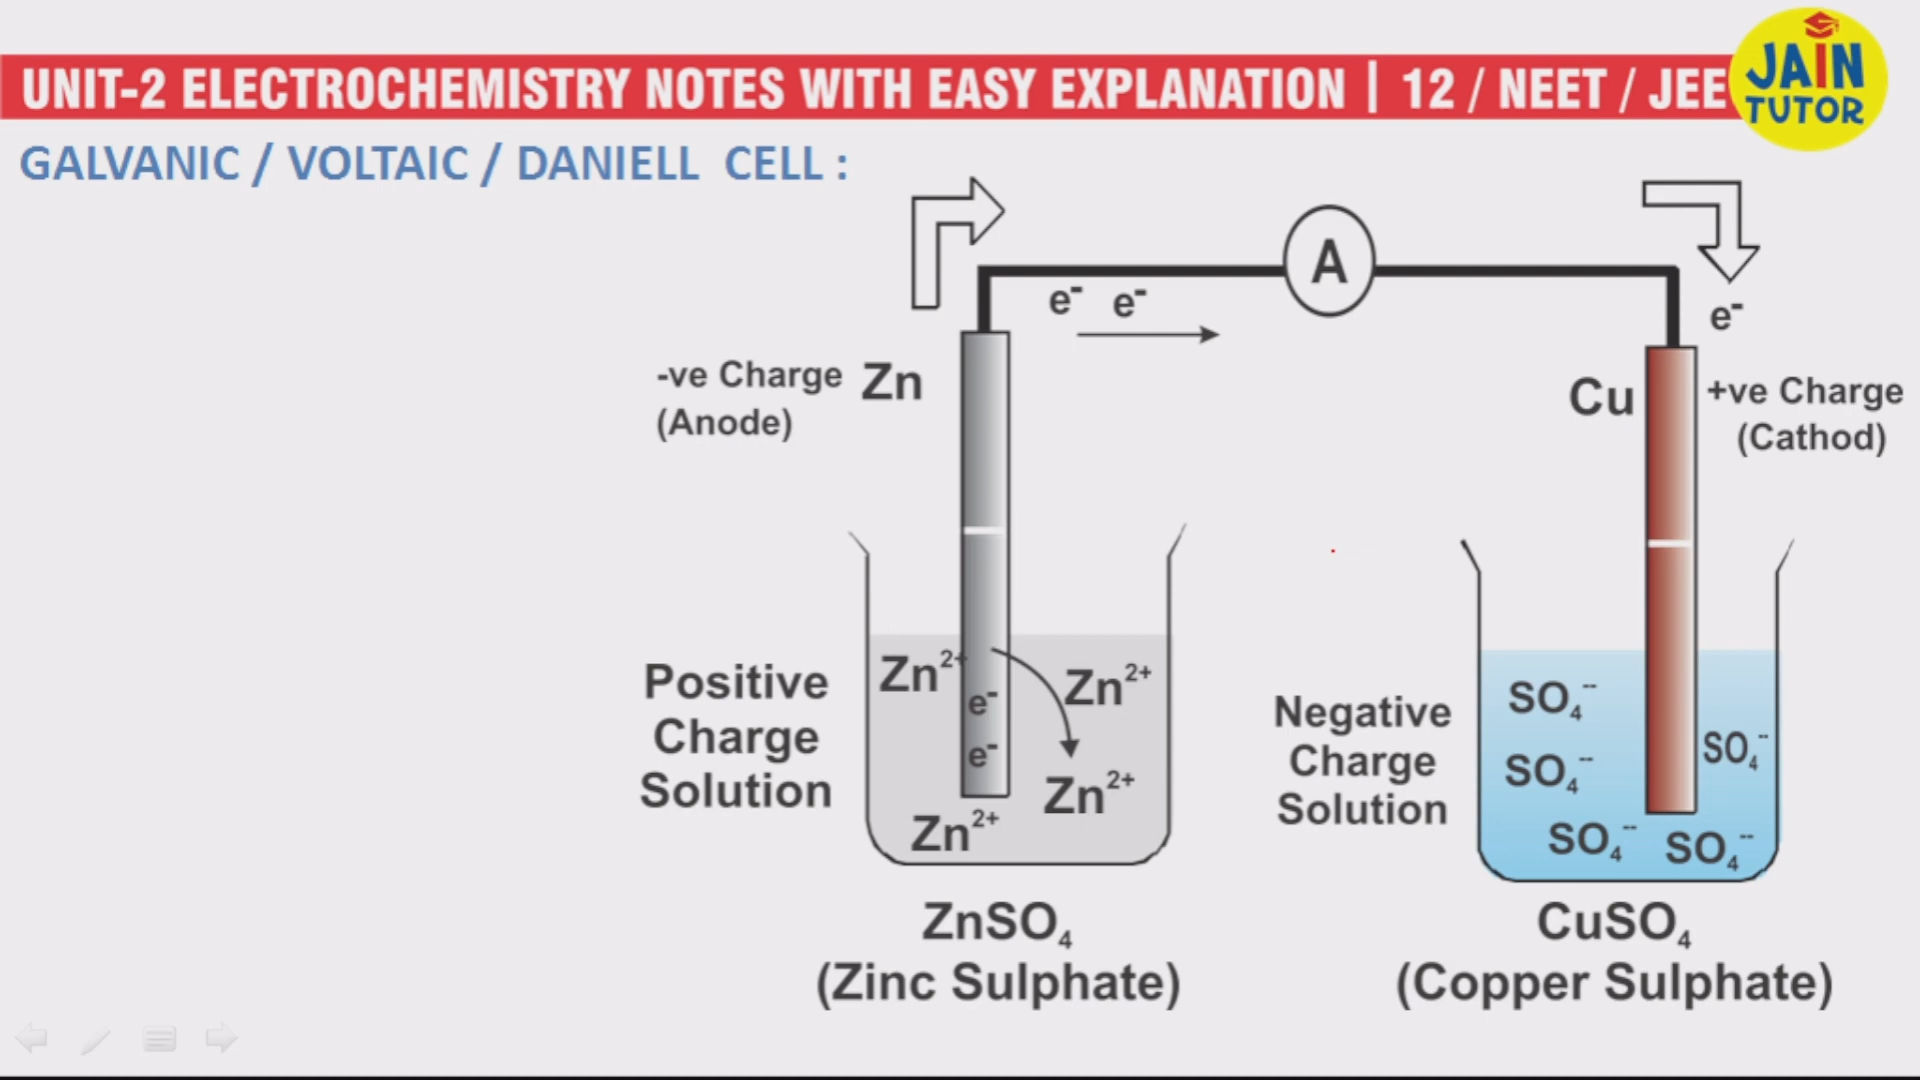 UNIT-2 ELECTROCHEMISTRY NOTES WITH EASY EXPLANATION | 12 / NEET / JEE
JAIN
TUTOR
GALVANIC / VOLTAIC / DANIELL CELL :
A
e⁻ e⁻
e⁻
-ve Charge
(Anode)
Zn
Cu
+ve Charge
(Cathod)
Positive
Charge
Solution
Zn²⁺
e⁻
e⁻
Zn²⁺
Zn²⁺
Zn²⁺
Negative
Charge
Solution
SO₄⁻⁻
SO₄⁻⁻
SO₄⁻⁻
SO₄⁻⁻
SO₄⁻⁻
ZnSO₄
(Zinc Sulphate)
CuSO₄
(Copper Sulphate)